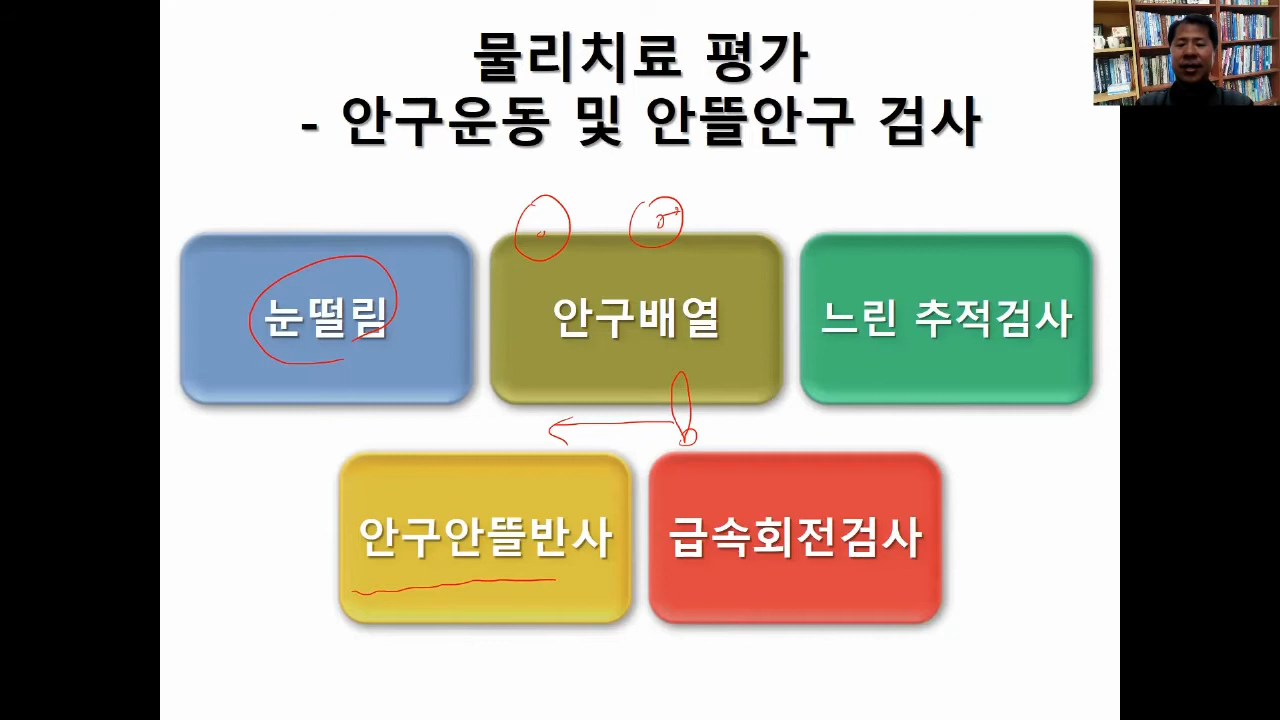 물리치료 평가
- 안구운동 및 안뜰안구 검사
눈떨림
안구배열
느린 추적검사
안구안뜰반사
급속회전검사